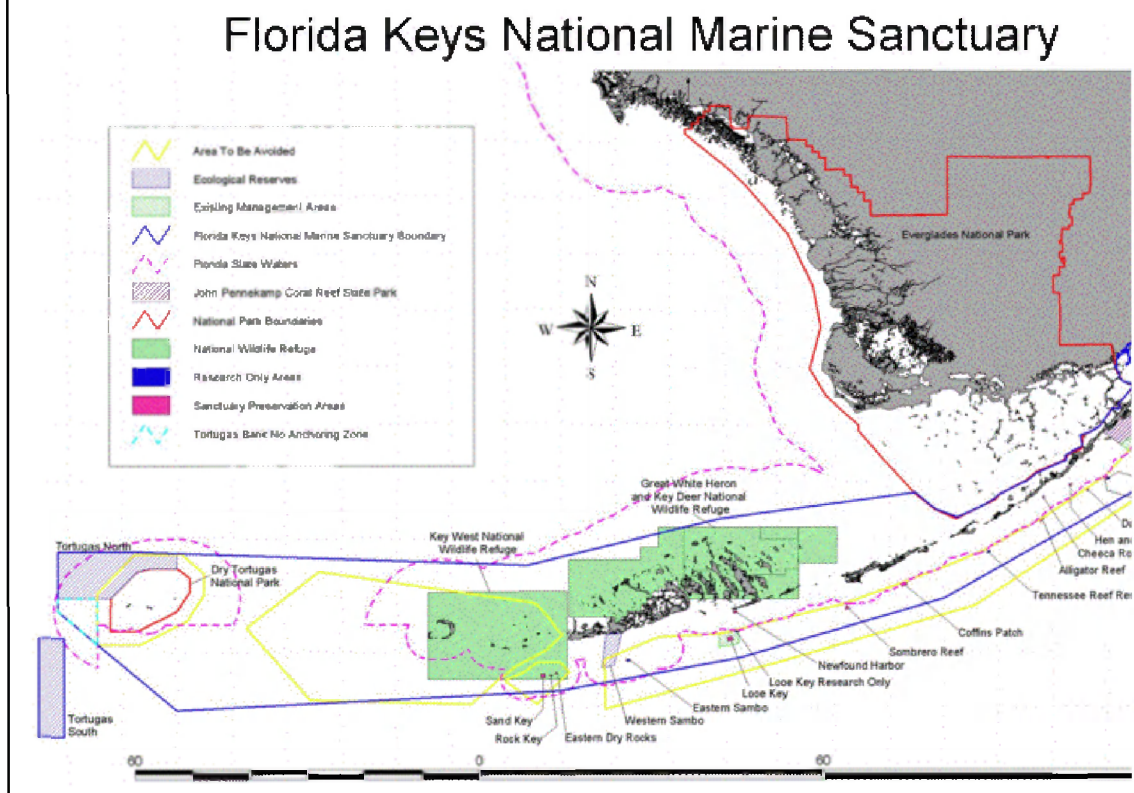 Florida Keys National Marine Sanctuary
Area To Be Avoided
Ecological Reserves
Existing Management Areas
Florida Keys National Marine Sanctuary Boundary
Florida State Waters
John Pennekamp Coral Reef State Park
National Park Boundaries
National Wildlife Refuge
Research Only Areas
Sanctuary Preservation Areas
Tortugas Bank No Anchoring Zone
N
W
E
S
Everglades National Park
Great White Heron
and Key Deer National
Wildlife Refuge
Key West National
Wildlife Refuge
Tortugas North
Dry Tortugas
National Park
Du
Hen and
Cheeca Ro
Alligator Reef
Tennessee Reef Res
Coffins Patch
Sombrero Reef
Newfound Harbor
Looe Key Research Only
Looe Key
Eastern Sambo
Western Sambo
Sand Key
Rock Key
Eastern Dry Rocks
Tortugas
South
60
0
60